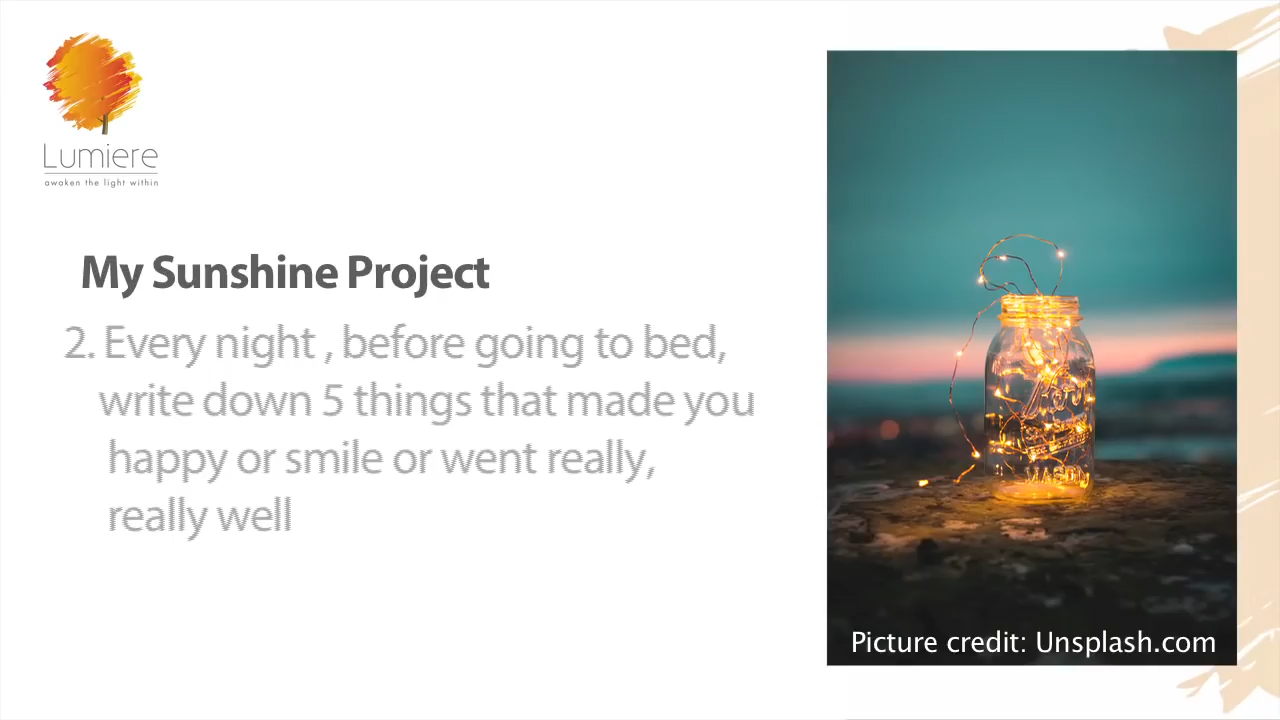 Lumiere
awaken the light within
My Sunshine Project
2. Every night , before going to bed,
write down 5 things that made you
happy or smile or went really,
really well
MASON
Picture credit: Unsplash.com